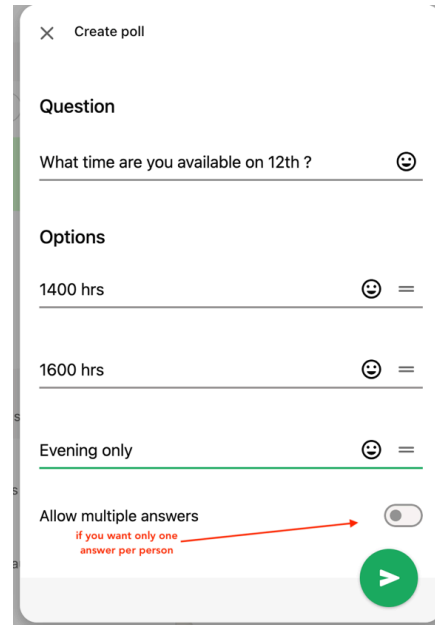 Create poll
Question
What time are you available on 12th ?
Options
1400 hrs
1600 hrs
Evening only
Allow multiple answers
if you want only one
answer per person